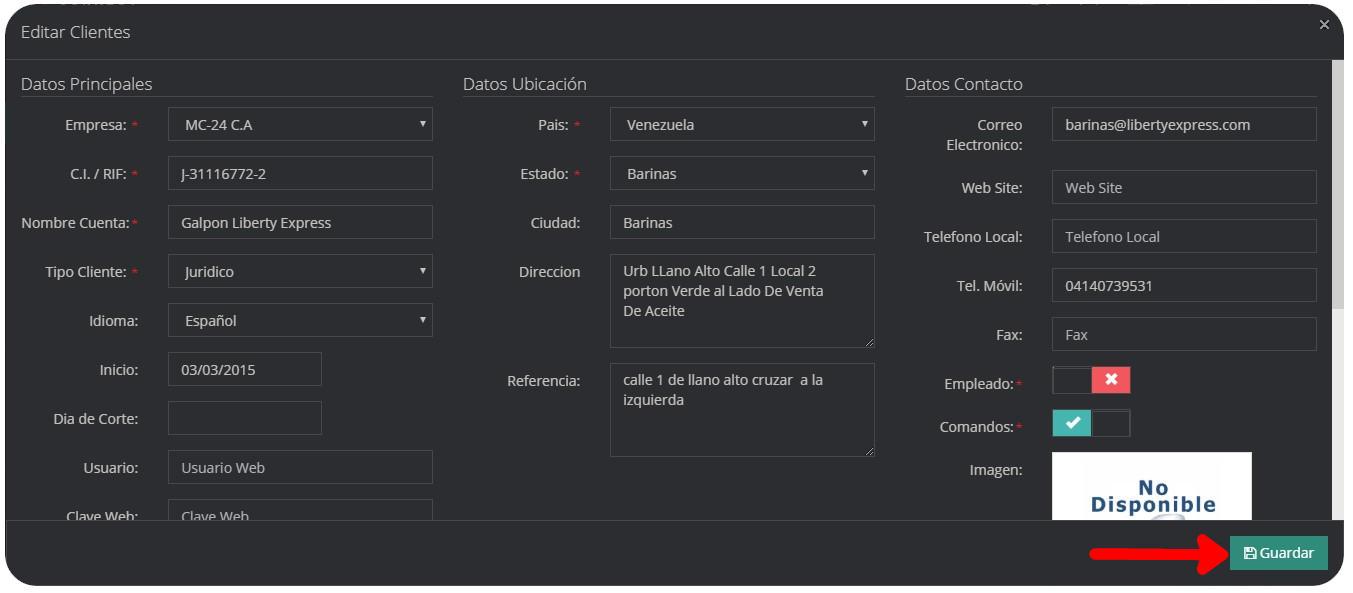 Editar Clientes
×
Datos Principales
Empresa: * MC-24 C.A
C.I. / RIF: * J-31116772-2
Nombre Cuenta: * Galpon Liberty Express
Tipo Cliente: * Juridico
Idioma: Español
Inicio: 03/03/2015
Dia de Corte:
Usuario: Usuario Web
Clave Web: Clave Web
Datos Ubicación
Pais: * Venezuela
Estado: * Barinas
Ciudad: Barinas
Direccion Urb LLano Alto Calle 1 Local 2
porton Verde al Lado De Venta
De Aceite
Referencia: calle 1 de llano alto cruzar a la
izquierda
Datos Contacto
Correo barinas@libertyexpress.com
Electronico:
Web Site: Web Site
Telefono Local: Telefono Local
Tel. Móvil: 04140739531
Fax: Fax
Empleado: *
Comandos: *
Imagen: No
Disponible
Guardar